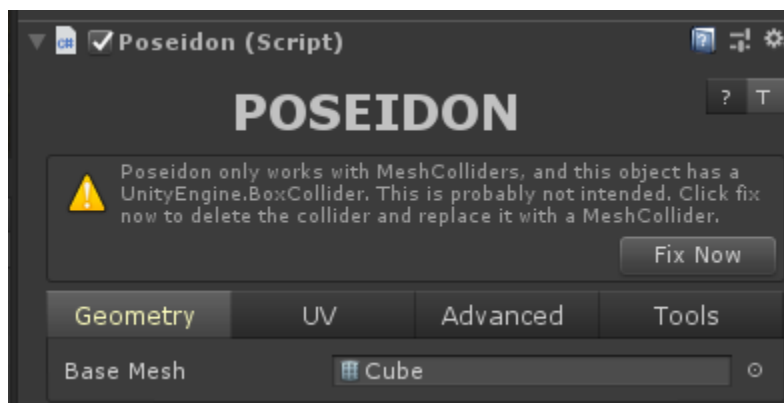 Poseidon (Script)
POSEIDON
? T
Poseidon only works with MeshColliders, and this object has a
UnityEngine.BoxCollider. This is probably not intended. Click fix
now to delete the collider and replace it with a MeshCollider.
Fix Now
Geometry UV Advanced Tools
Base Mesh Cube